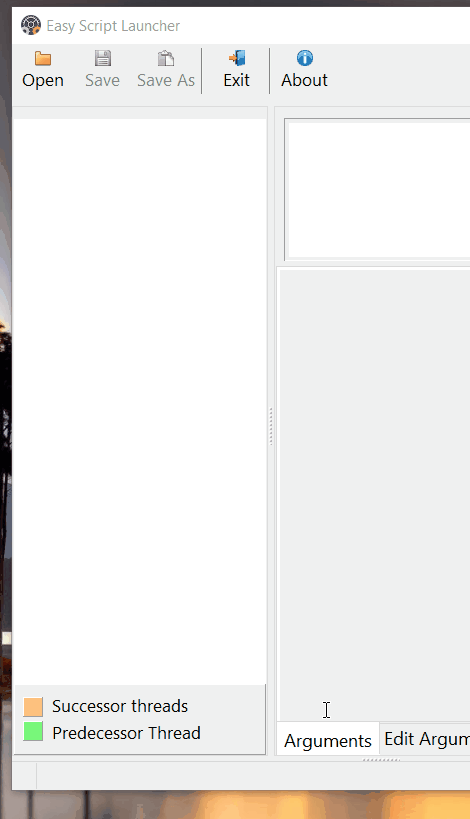 Easy Script Launcher
Open Save Save As Exit About
Successor threads
Predecessor Thread
Arguments Edit Argum